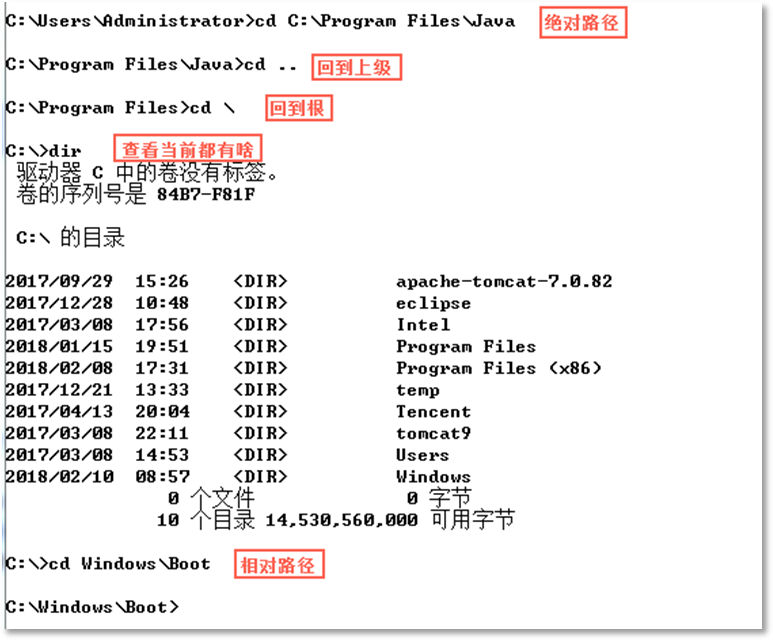 C:\Users\Administrator>cd C:\Program Files\Java 绝对路径
C:\Program Files\Java>cd .. 回到上级
C:\Program Files>cd \ 回到根
C:\>dir 查看当前都有啥
驱动器 C 中的卷没有标签。
卷的序列号是 84B7-F81F
C:\ 的目录
2017/09/29 15:26 <DIR> apache-tomcat-7.0.82
2017/12/28 10:48 <DIR> eclipse
2017/03/08 17:56 <DIR> Intel
2018/01/15 19:51 <DIR> Program Files
2018/02/08 17:31 <DIR> Program Files (x86)
2017/12/21 13:33 <DIR> temp
2017/04/13 20:04 <DIR> Tencent
2017/03/08 22:11 <DIR> tomcat9
2017/03/08 14:53 <DIR> Users
2018/02/10 08:57 <DIR> Windows
0 个文件 0 字节
10 个目录 14,530,560,000 可用字节
C:\>cd Windows\Boot 相对路径
C:\Windows\Boot>